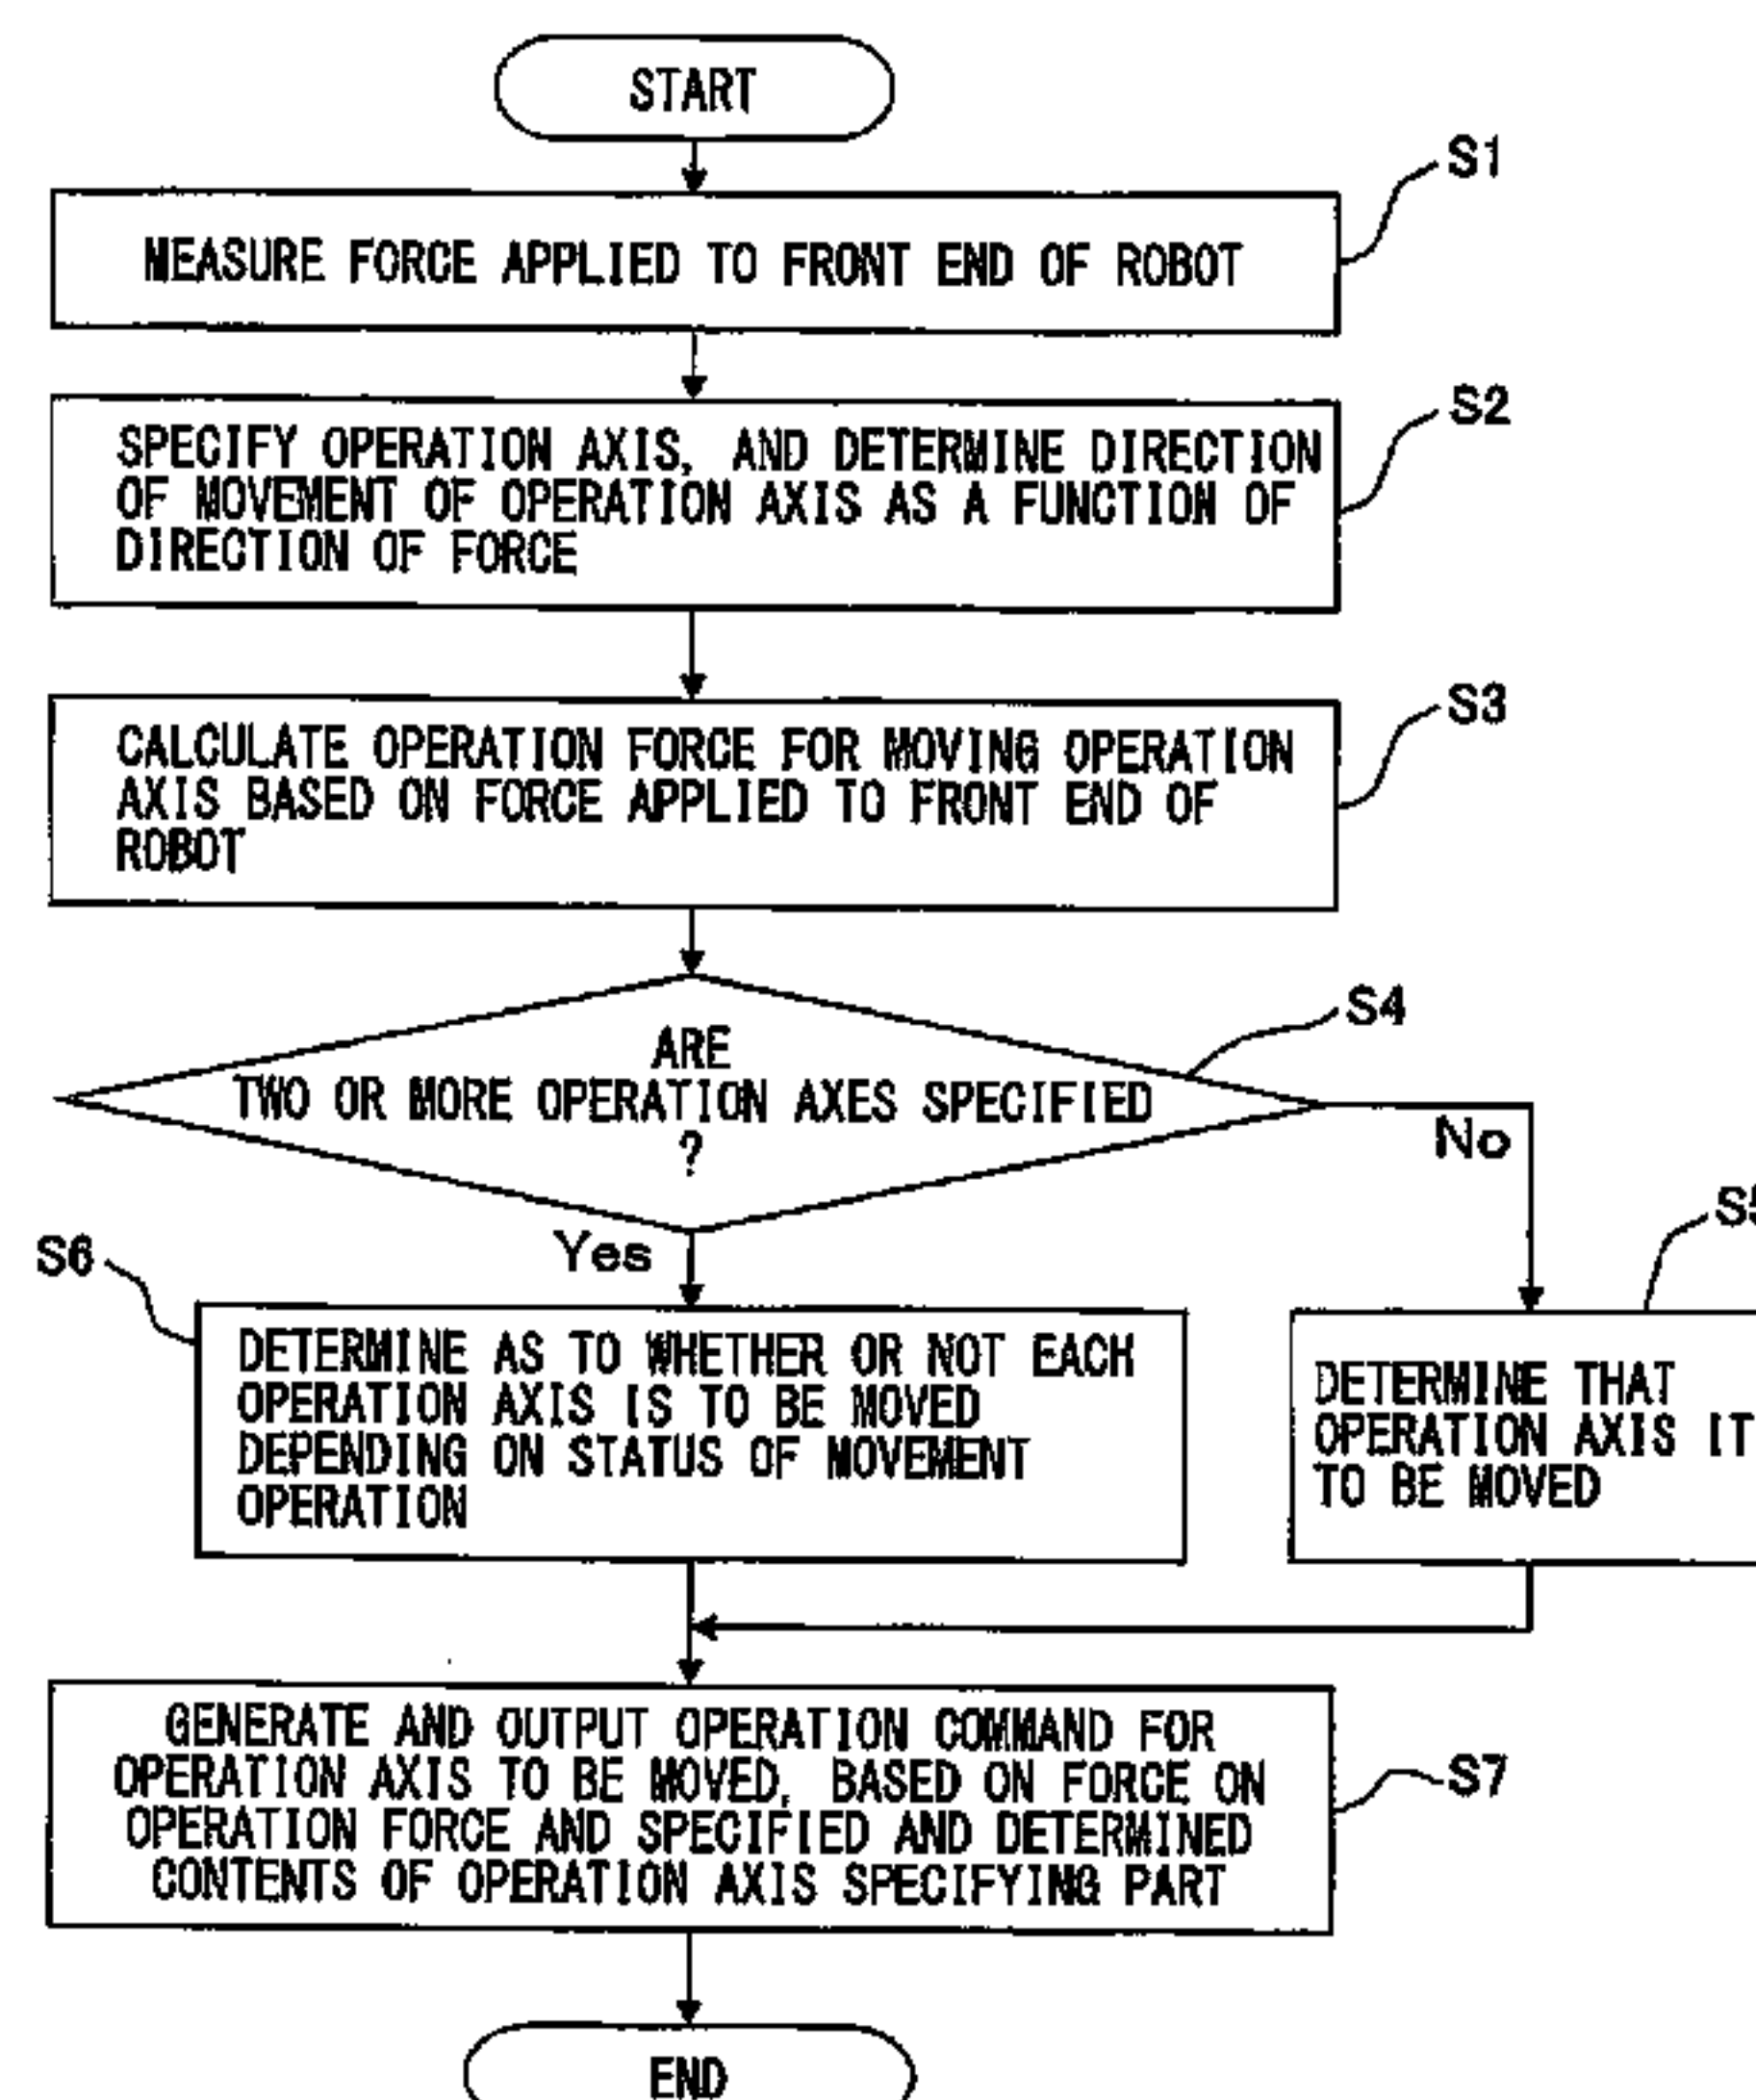 START
S1
MEASURE FORCE APPLIED TO FRONT END OF ROBOT
S2
SPECIFY OPERATION AXIS, AND DETERMINE DIRECTION
OF MOVEMENT OF OPERATION AXIS AS A FUNCTION OF
DIRECTION OF FORCE
S3
CALCULATE OPERATION FORCE FOR MOVING OPERATION
AXIS BASED ON FORCE APPLIED TO FRONT END OF
ROBOT
S4
ARE
TWO OR MORE OPERATION AXES SPECIFIED
?
No
Yes
S5
S6
DETERMINE AS TO WHETHER OR NOT EACH
OPERATION AXIS IS TO BE MOVED
DEPENDING ON STATUS OF MOVEMENT
OPERATION
DETERMINE THAT
OPERATION AXIS IT
TO BE MOVED
GENERATE AND OUTPUT OPERATION COMMAND FOR
OPERATION AXIS TO BE MOVED, BASED ON FORCE ON
OPERATION FORCE AND SPECIFIED AND DETERMINED
CONTENTS OF OPERATION AXIS SPECIFYING PART
S7
END